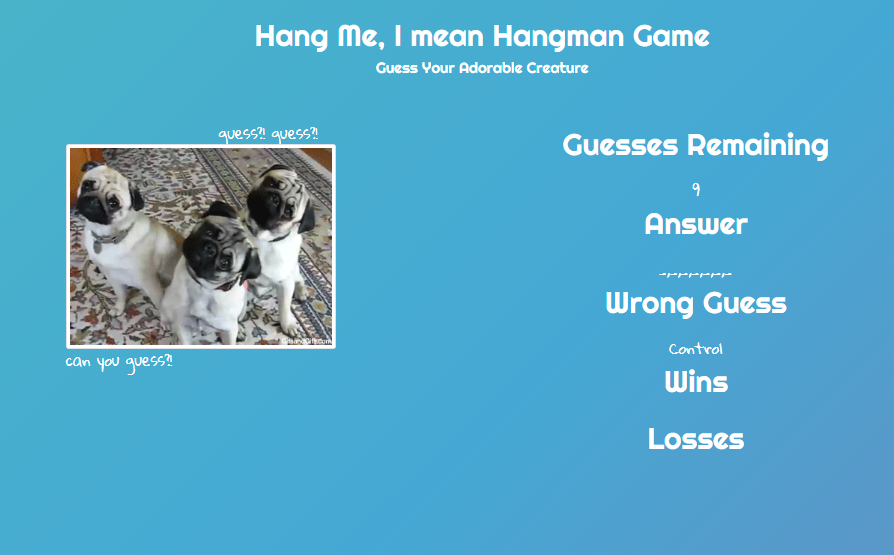 Hang Me, I mean Hangman Game
Guess Your Adorable Creature
guess?! guess?!
can you guess?!
Guesses Remaining
9
Answer
_______
Wrong Guess
Control
Wins
Losses